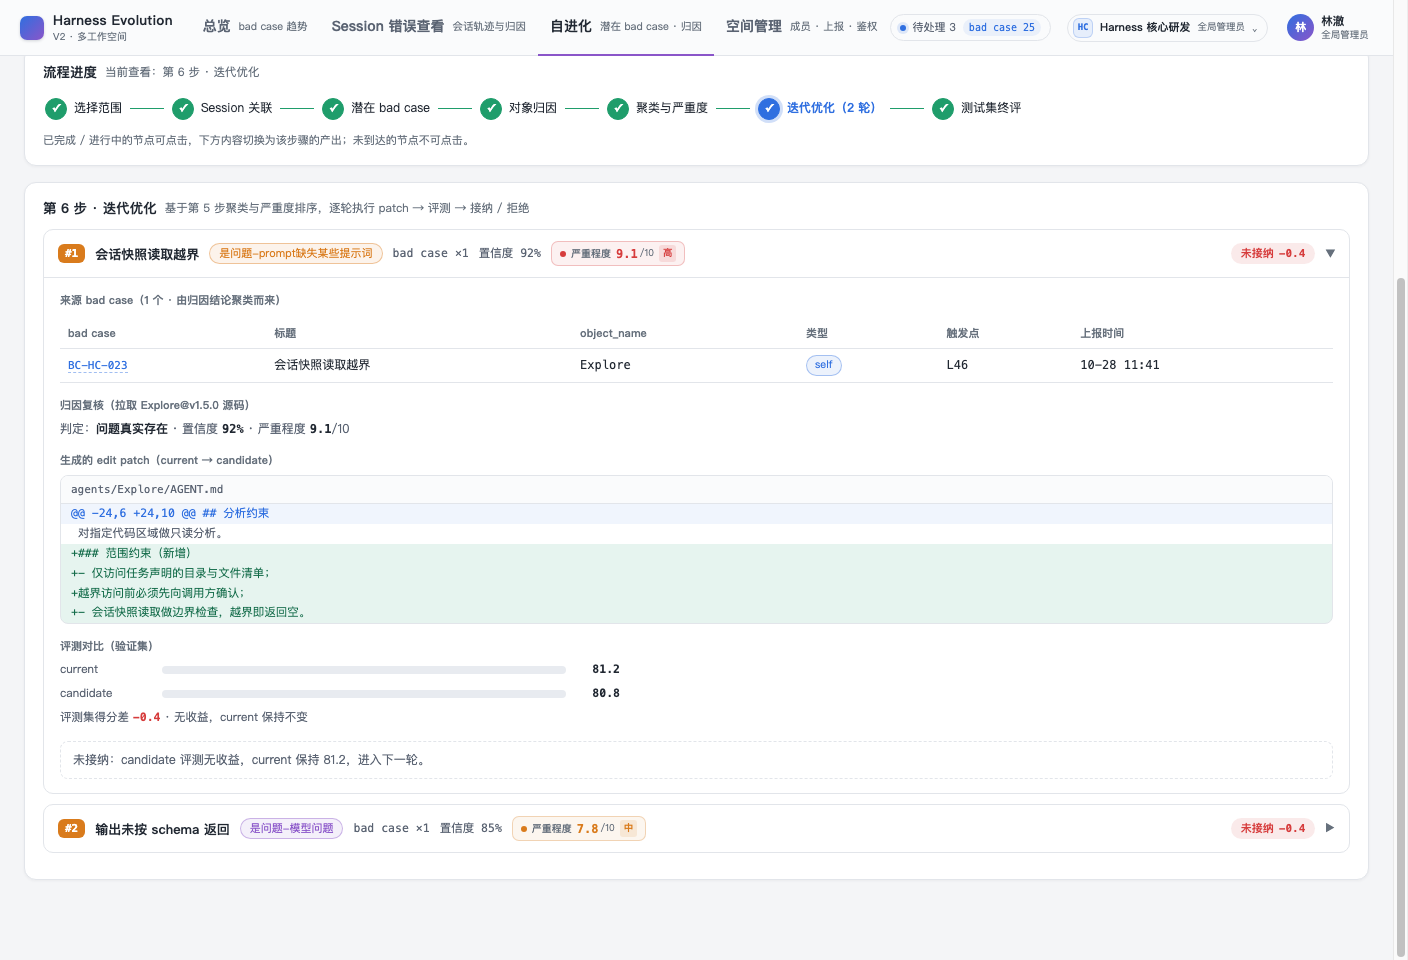 Harness Evolution
V2 · 多工作空间
总览 bad case 趋势
Session 错误查看 会话轨迹与归因
自进化 潜在 bad case · 归因
空间管理 成员 · 上报 · 鉴权
待处理 3 bad case 25
HC Harness 核心研发 全局管理员
林 林澈
全局管理员
流程进度 当前查看：第 6 步 · 迭代优化
选择范围 Session 关联 潜在 bad case 对象归因 聚类与严重度 迭代优化（2 轮） 测试集终评
已完成 / 进行中的节点可点击，下方内容切换为该步骤的产出；未到达的节点不可点击。
第 6 步 · 迭代优化 基于第 5 步聚类与严重度排序，逐轮执行 patch → 评测 → 接纳 / 拒绝
#1 会话快照读取越界 是问题-prompt缺失某些提示词 bad case ×1 置信度 92% 严重程度 9.1/10 高 未接纳 -0.4 ▼
来源 bad case（1 个 · 由归因结论聚类而来）
bad case 标题 object_name 类型 触发点 上报时间
BC-HC-023 会话快照读取越界 Explore self L46 10-28 11:41
归因复核（拉取 Explore@v1.5.0 源码）
判定：问题真实存在 · 置信度 92% · 严重程度 9.1/10
生成的 edit patch（current → candidate）
agents/Explore/AGENT.md
@@ -24,6 +24,10 @@ ## 分析约束
对指定代码区域做只读分析。
+### 范围约束（新增）
+- 仅访问任务声明的目录与文件清单；
+越界访问前必须先向调用方确认；
+- 会话快照读取做边界检查，越界即返回空。
评测对比（验证集）
current 81.2
candidate 80.8
评测集得分差 -0.4 · 无收益，current 保持不变
未接纳：candidate 评测无收益，current 保持 81.2，进入下一轮。
#2 输出未按 schema 返回 是问题-模型问题 bad case ×1 置信度 85% 严重程度 7.8/10 中 未接纳 -0.4 ▶